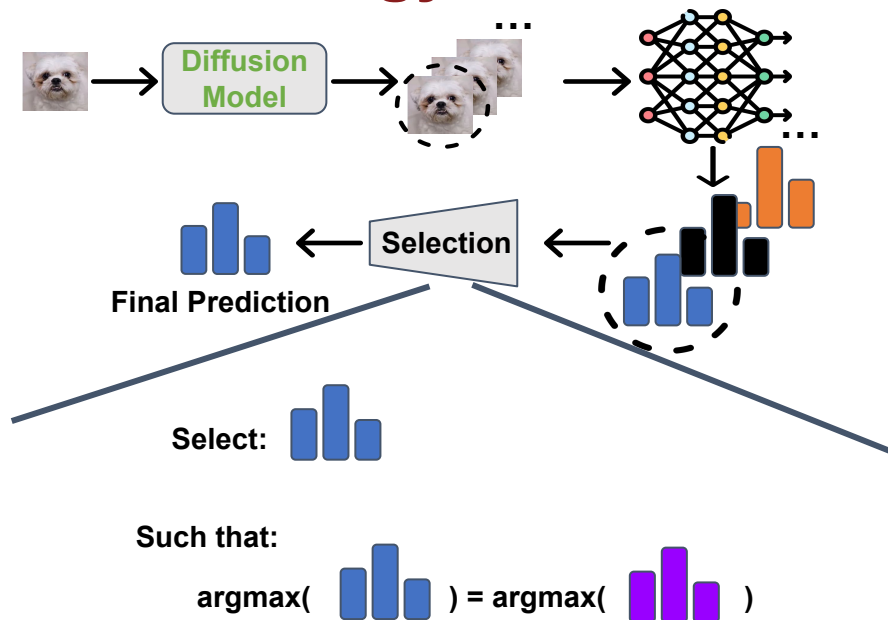 ...
Diffusion
Model
...
Selection
Final Prediction
Select:
Such that:
argmax( ) = argmax( )